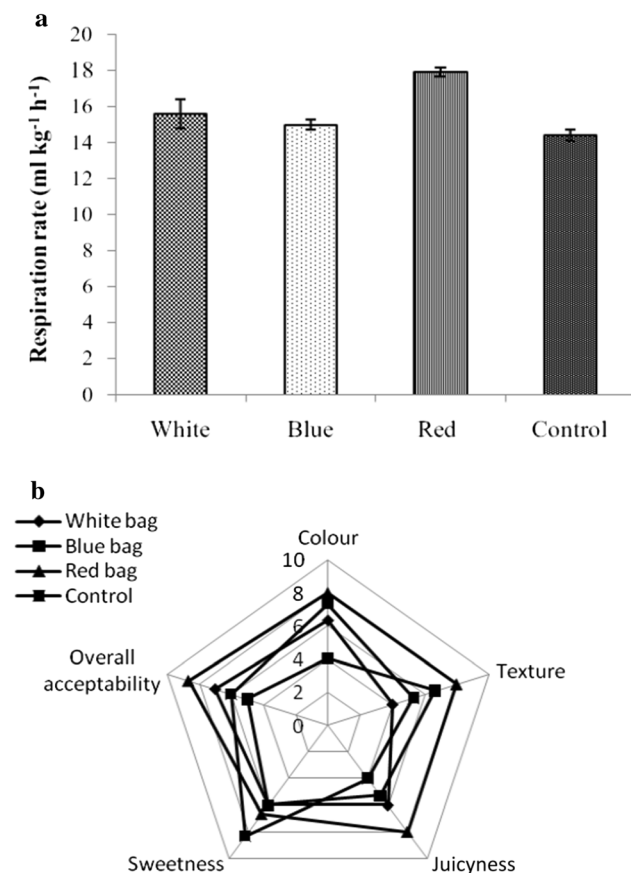 a
Respiration rate (ml kg⁻¹ h⁻¹)
20
18
16
14
12
10
8
6
4
2
0
White Blue Red Control
b
White bag
Blue bag
Red bag
Control
Colour
10
8
6
4
2
0
Texture
Overall
acceptability
Sweetness
Juicyness